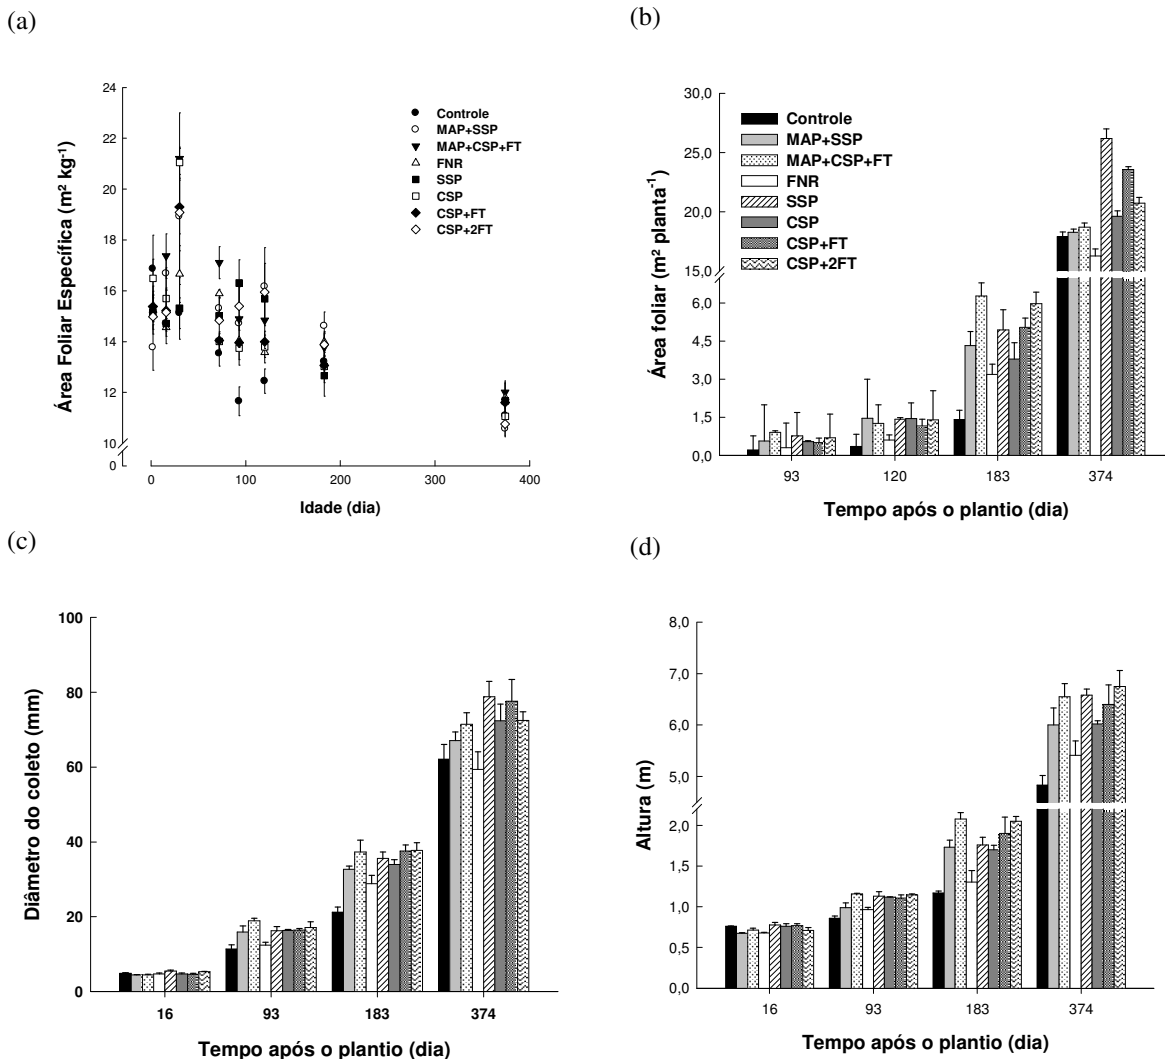 (a)
24
22
20
18
16
14
12
10
0
Área Foliar Específica (m² kg⁻¹)
Controle
MAP+SSP
MAP+CSP+FT
FNR
SSP
CSP
CSP+FT
CSP+2FT
0 100 200 300 400
Idade (dia)
(b)
30,0
25,0
20,0
15,0
6,0
4,5
3,0
1,5
0,0
Área foliar (m² planta⁻¹)
Controle
MAP+SSP
MAP+CSP+FT
FNR
SSP
CSP
CSP+FT
CSP+2FT
93 120 183 374
Tempo após o plantio (dia)
(c)
100
80
60
40
20
0
Diâmetro do coleto (mm)
16 93 183 374
Tempo após o plantio (dia)
(d)
8,0
7,0
6,0
5,0
2,0
1,5
1,0
0,5
0,0
Altura (m)
16 93 183 374
Tempo após o plantio (dia)